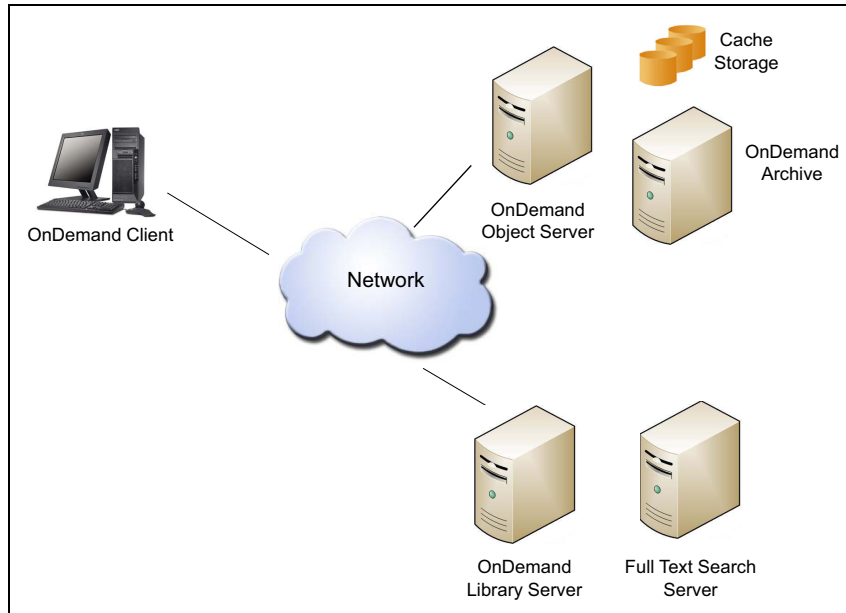 Cache
Storage
OnDemand
Archive
OnDemand
Object Server
OnDemand Client
Network
OnDemand
Library Server
Full Text Search
Server